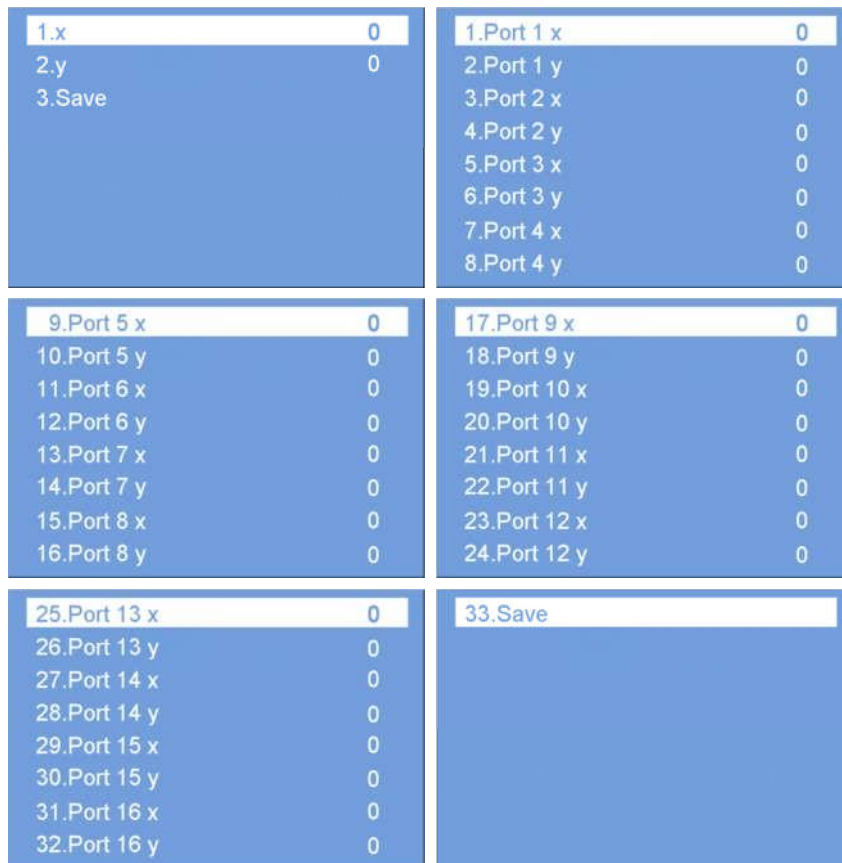 1.x 0
2.y 0
3.Save
1.Port 1 x 0
2.Port 1 y 0
3.Port 2 x 0
4.Port 2 y 0
5.Port 3 x 0
6.Port 3 y 0
7.Port 4 x 0
8.Port 4 y 0
9.Port 5 x 0
10.Port 5 y 0
11.Port 6 x 0
12.Port 6 y 0
13.Port 7 x 0
14.Port 7 y 0
15.Port 8 x 0
16.Port 8 y 0
17.Port 9 x 0
18.Port 9 y 0
19.Port 10 x 0
20.Port 10 y 0
21.Port 11 x 0
22.Port 11 y 0
23.Port 12 x 0
24.Port 12 y 0
25.Port 13 x 0
26.Port 13 y 0
27.Port 14 x 0
28.Port 14 y 0
29.Port 15 x 0
30.Port 15 y 0
31.Port 16 x 0
32.Port 16 y 0
33.Save